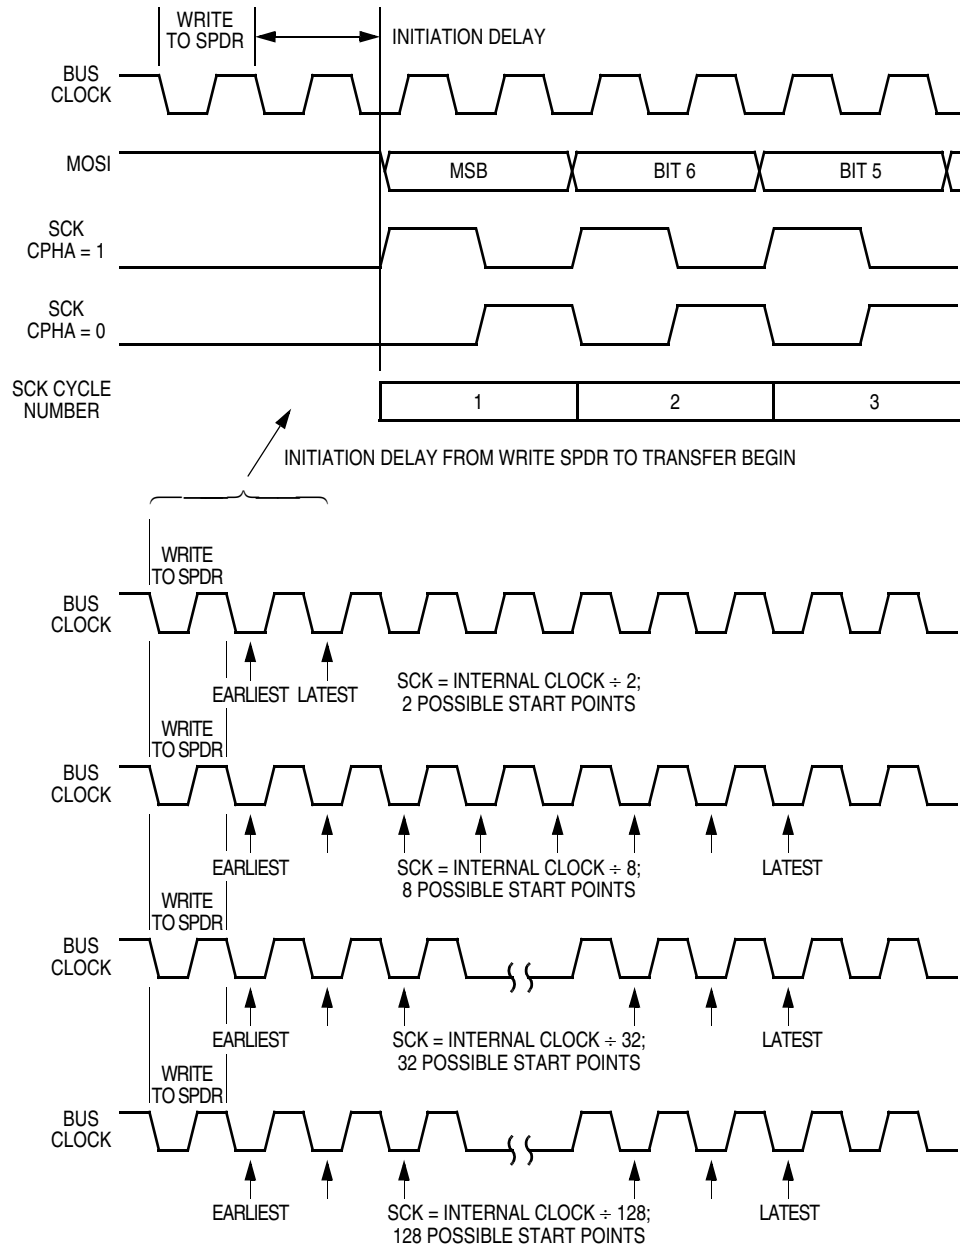 WRITE
TO SPDR
INITIATION DELAY
BUS
CLOCK
MOSI
MSB
BIT 6
BIT 5
SCK
CPHA = 1
SCK
CPHA = 0
SCK CYCLE
NUMBER
1
2
3
INITIATION DELAY FROM WRITE SPDR TO TRANSFER BEGIN
WRITE
TO SPDR
BUS
CLOCK
EARLIEST
LATEST
SCK = INTERNAL CLOCK ÷ 2;
2 POSSIBLE START POINTS
WRITE
TO SPDR
BUS
CLOCK
EARLIEST
SCK = INTERNAL CLOCK ÷ 8;
8 POSSIBLE START POINTS
LATEST
WRITE
TO SPDR
BUS
CLOCK
EARLIEST
SCK = INTERNAL CLOCK ÷ 32;
32 POSSIBLE START POINTS
LATEST
WRITE
TO SPDR
BUS
CLOCK
EARLIEST
SCK = INTERNAL CLOCK ÷ 128;
128 POSSIBLE START POINTS
LATEST